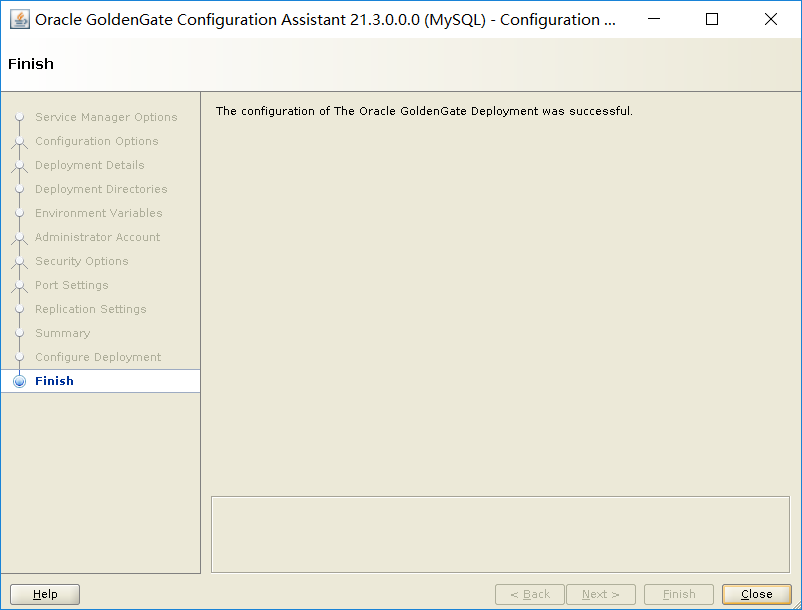 Oracle GoldenGate Configuration Assistant 21.3.0.0.0 (MySQL) - Configuration ...
Finish
Service Manager Options
Configuration Options
Deployment Details
Deployment Directories
Environment Variables
Administrator Account
Security Options
Port Settings
Replication Settings
Summary
Configure Deployment
Finish
The configuration of The Oracle GoldenGate Deployment was successful.
Help
< Back
Next >
Finish
Close